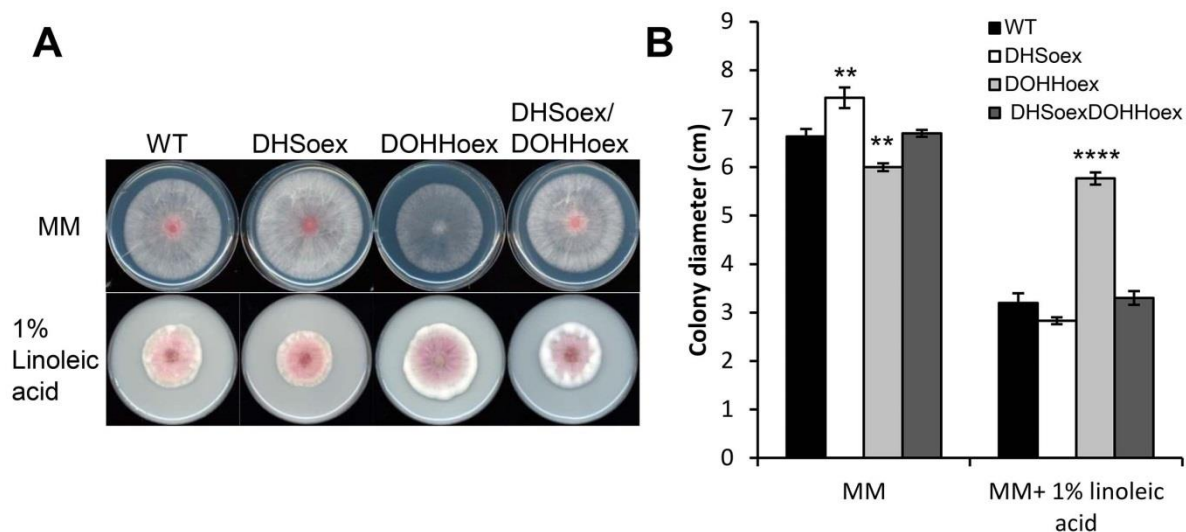 A
WT DHSoex DOHHoex DHSoex/
DOHHoex
MM
1%
Linoleic
acid
B
Colony diameter (cm)
9
8
7
6
5
4
3
2
1
0
WT
DHSoex
DOHHoex
DHSoexDOHHoex
**
**
****
MM
MM+ 1% linoleic
acid